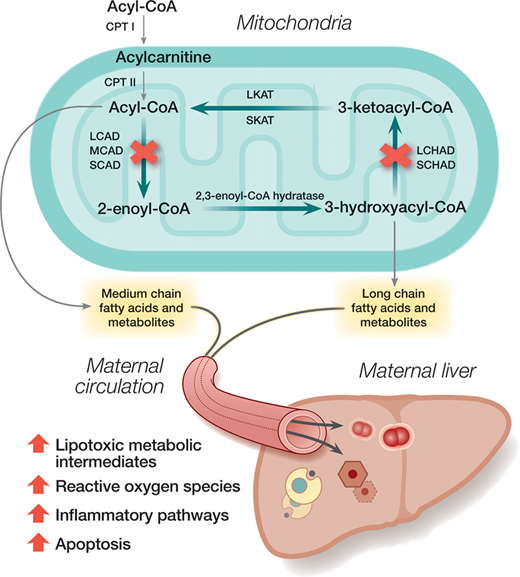 Acyl-CoA
Mitochondria
CPT I
Acylcarnitine
CPT II
Acyl-CoA
LKAT
SKAT
3-ketoacyl-CoA
LCAD
MCAD
SCAD
LCHAD
SCHAD
2-enoyl-CoA
2,3-enoyl-CoA hydratase
3-hydroxyacyl-CoA
Medium chain
fatty acids and
metabolites
Long chain
fatty acids and
metabolites
Maternal
circulation
Maternal liver
Lipotoxic metabolic
intermediates
Reactive oxygen species
Inflammatory pathways
Apoptosis